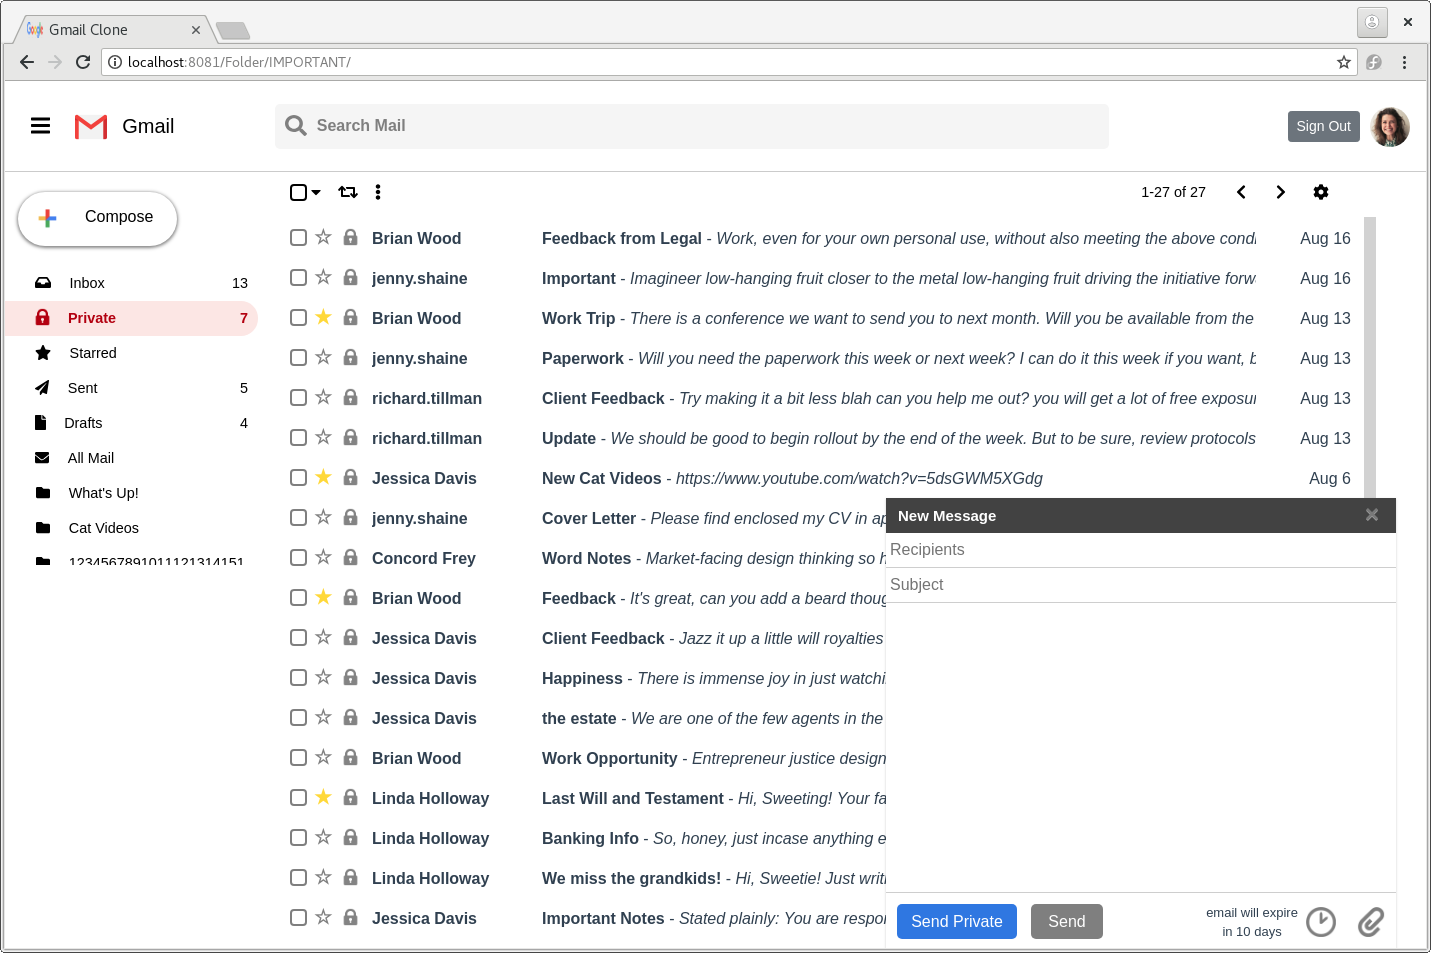 Gmail Clone
localhost:8081/Folder/IMPORTANT/
Gmail
Search Mail
Sign Out
Compose
1-27 of 27
Inbox 13
Private 7
Starred
Sent 5
Drafts 4
All Mail
What's Up!
Cat Videos
1234567891011121314151
Brian Wood Feedback from Legal - Work, even for your own personal use, without also meeting the above condi Aug 16
jenny.shaine Important - Imagineer low-hanging fruit closer to the metal low-hanging fruit driving the initiative forw Aug 16
Brian Wood Work Trip - There is a conference we want to send you to next month. Will you be available from the Aug 13
jenny.shaine Paperwork - Will you need the paperwork this week or next week? I can do it this week if you want, b Aug 13
richard.tillman Client Feedback - Try making it a bit less blah can you help me out? you will get a lot of free exposur Aug 13
richard.tillman Update - We should be good to begin rollout by the end of the week. But to be sure, review protocols Aug 13
Jessica Davis New Cat Videos - https://www.youtube.com/watch?v=5dsGWM5XGdg Aug 6
jenny.shaine Cover Letter - Please find enclosed my CV in ap
Concord Frey Word Notes - Market-facing design thinking so h
Brian Wood Feedback - It's great, can you add a beard thoug
Jessica Davis Client Feedback - Jazz it up a little will royalties
Jessica Davis Happiness - There is immense joy in just watchi
Jessica Davis the estate - We are one of the few agents in the
Brian Wood Work Opportunity - Entrepreneur justice design
Linda Holloway Last Will and Testament - Hi, Sweeting! Your fa
Linda Holloway Banking Info - So, honey, just incase anything e
Linda Holloway We miss the grandkids! - Hi, Sweetie! Just writi
Jessica Davis Important Notes - Stated plainly: You are respon
New Message
Recipients
Subject
Send Private
Send
email will expire
in 10 days